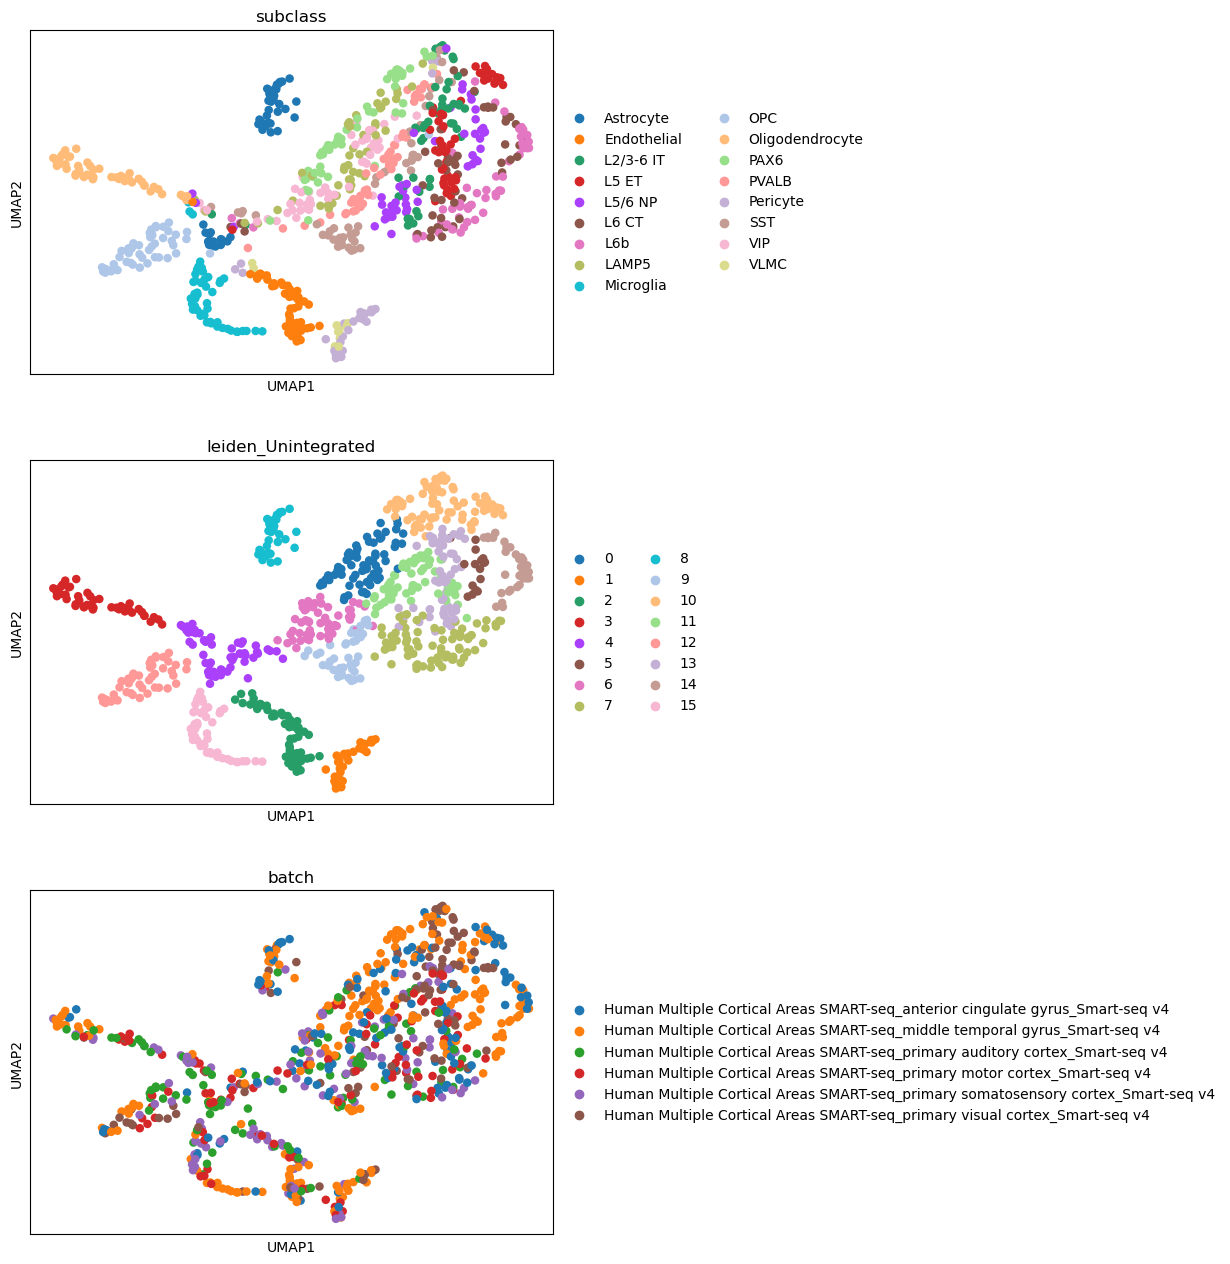 subclass
UMAP2
UMAP1
Astrocyte
Endothelial
L2/3-6 IT
L5 ET
L5/6 NP
L6 CT
L6b
LAMP5
Microglia
OPC
Oligodendrocyte
PAX6
PVALB
Pericyte
SST
VIP
VLMC
leiden_Unintegrated
UMAP2
UMAP1
0
1
2
3
4
5
6
7
8
9
10
11
12
13
14
15
batch
UMAP2
UMAP1
Human Multiple Cortical Areas SMART-seq_anterior cingulate gyrus_Smart-seq v4
Human Multiple Cortical Areas SMART-seq_middle temporal gyrus_Smart-seq v4
Human Multiple Cortical Areas SMART-seq_primary auditory cortex_Smart-seq v4
Human Multiple Cortical Areas SMART-seq_primary motor cortex_Smart-seq v4
Human Multiple Cortical Areas SMART-seq_primary somatosensory cortex_Smart-seq v4
Human Multiple Cortical Areas SMART-seq_primary visual cortex_Smart-seq v4